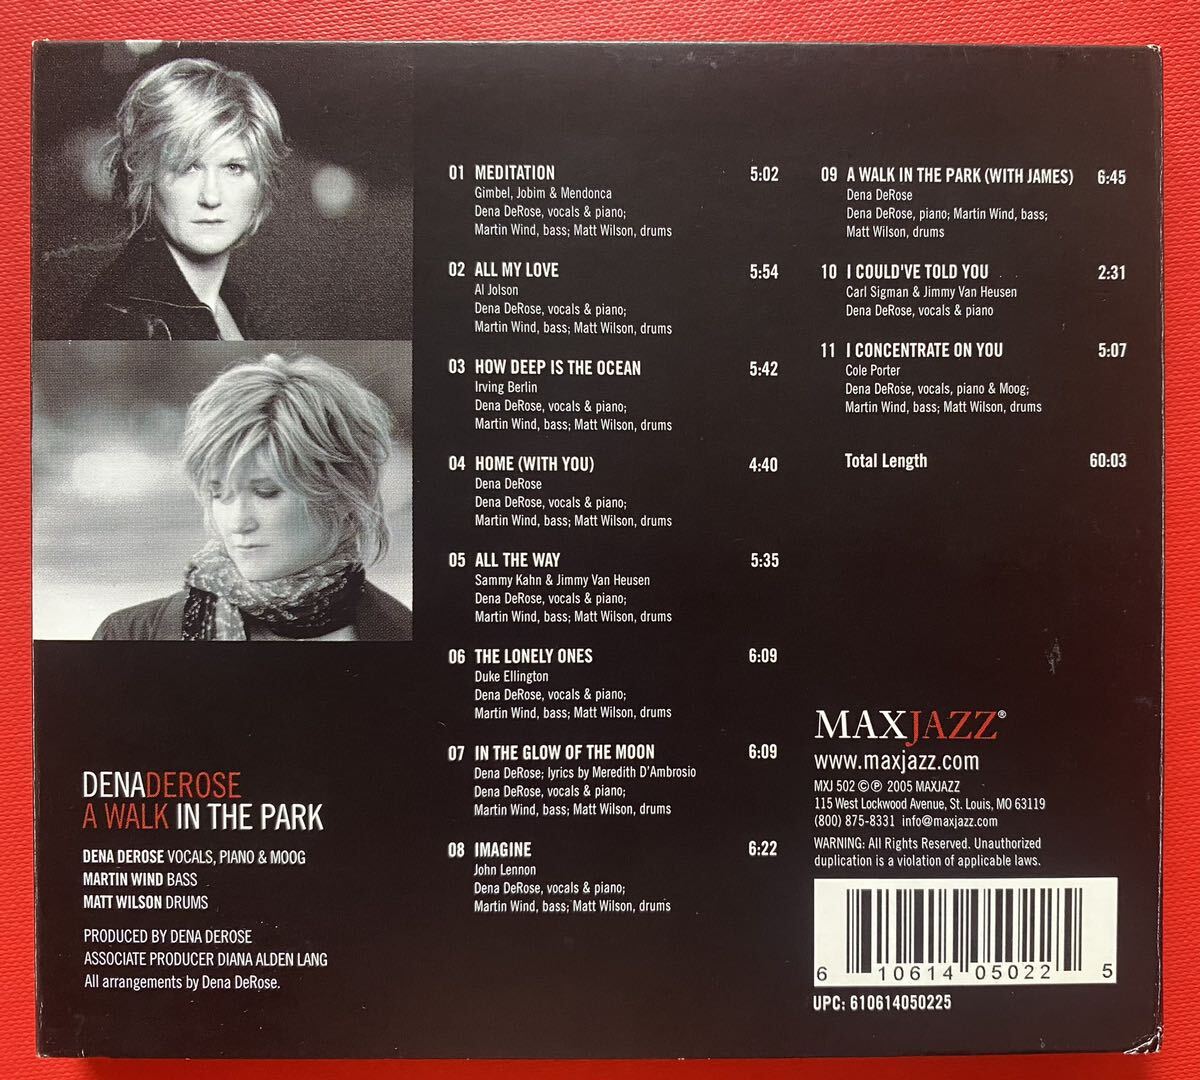 01 MEDITATION 5:02
Gimbel, Jobim & Mendonca
Dena DeRose, vocals & piano;
Martin Wind, bass; Matt Wilson, drums
02 ALL MY LOVE 5:54
Al Jolson
Dena DeRose, vocals & piano;
Martin Wind, bass; Matt Wilson, drums
03 HOW DEEP IS THE OCEAN 5:42
Irving Berlin
Dena DeRose, vocals & piano;
Martin Wind, bass; Matt Wilson, drums
04 HOME (WITH YOU) 4:40
Dena DeRose
Dena DeRose, vocals & piano;
Martin Wind, bass; Matt Wilson, drums
05 ALL THE WAY 5:35
Sammy Kahn & Jimmy Van Heusen
Dena DeRose, vocals & piano;
Martin Wind, bass; Matt Wilson, drums
06 THE LONELY ONES 6:09
Duke Ellington
Dena DeRose, vocals & piano;
Martin Wind, bass; Matt Wilson, drums
07 IN THE GLOW OF THE MOON 6:09
Dena DeRose; lyrics by Meredith D'Ambrosio
Dena DeRose, vocals & piano;
Martin Wind, bass; Matt Wilson, drums
08 IMAGINE 6:22
John Lennon
Dena DeRose, vocals & piano;
Martin Wind, bass; Matt Wilson, drums
09 A WALK IN THE PARK (WITH JAMES) 6:45
Dena DeRose
Dena DeRose, piano; Martin Wind, bass;
Matt Wilson, drums
10 I COULD'VE TOLD YOU 2:31
Carl Sigman & Jimmy Van Heusen
Dena DeRose, vocals & piano
11 I CONCENTRATE ON YOU 5:07
Cole Porter
Dena DeRose, vocals, piano & Moog;
Martin Wind, bass; Matt Wilson, drums
Total Length 60:03
DENADEROSE
A WALK IN THE PARK
DENA DEROSE VOCALS, PIANO & MOOG
MARTIN WIND BASS
MATT WILSON DRUMS
PRODUCED BY DENA DEROSE
ASSOCIATE PRODUCER DIANA ALDEN LANG
All arrangements by Dena DeRose.
MAXJAZZ®
www.maxjazz.com
MXJ 502 ©℗ 2005 MAXJAZZ
115 West Lockwood Avenue, St. Louis, MO 63119
(800) 875-8331 info@maxjazz.com
WARNING: All Rights Reserved. Unauthorized
duplication is a violation of applicable laws.
6 10614 05022 5
UPC: 610614050225